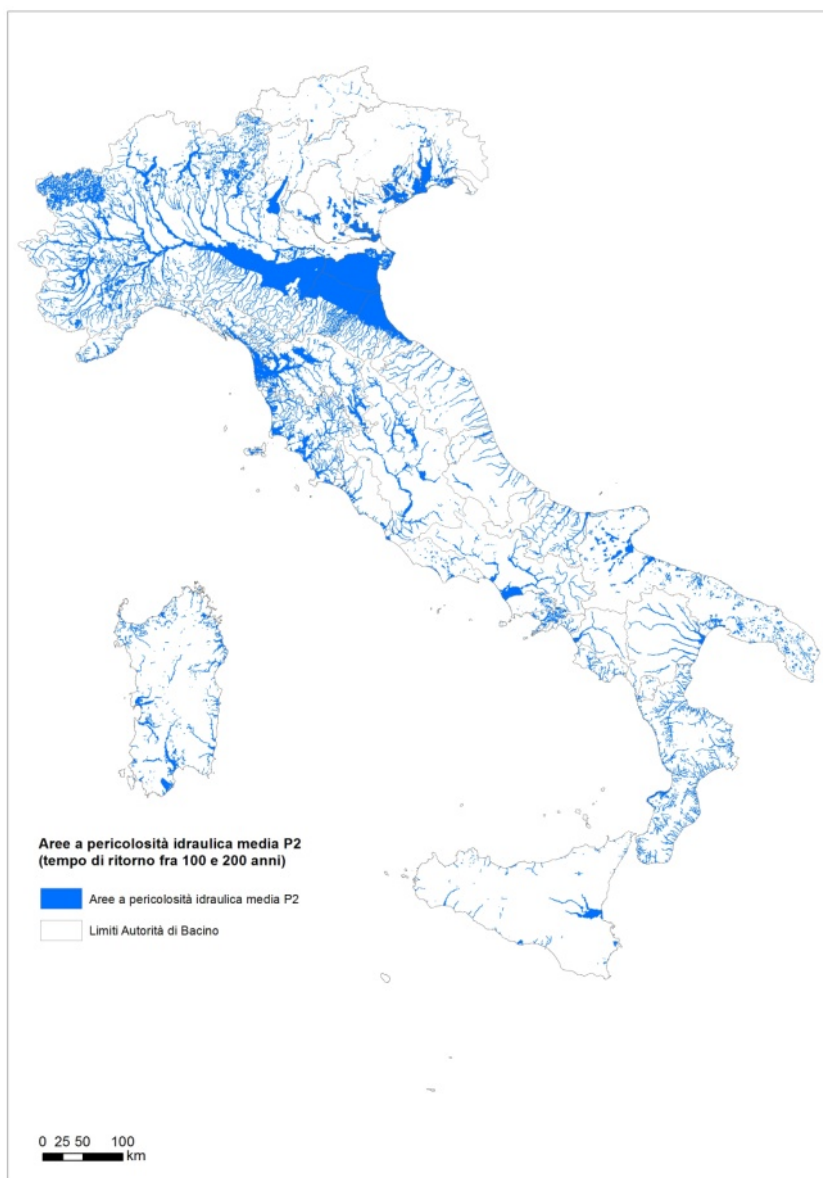 Aree a pericolosità idraulica media P2
(tempo di ritorno fra 100 e 200 anni)
Aree a pericolosità idraulica media P2
Limiti Autorità di Bacino
0 25 50 100
km